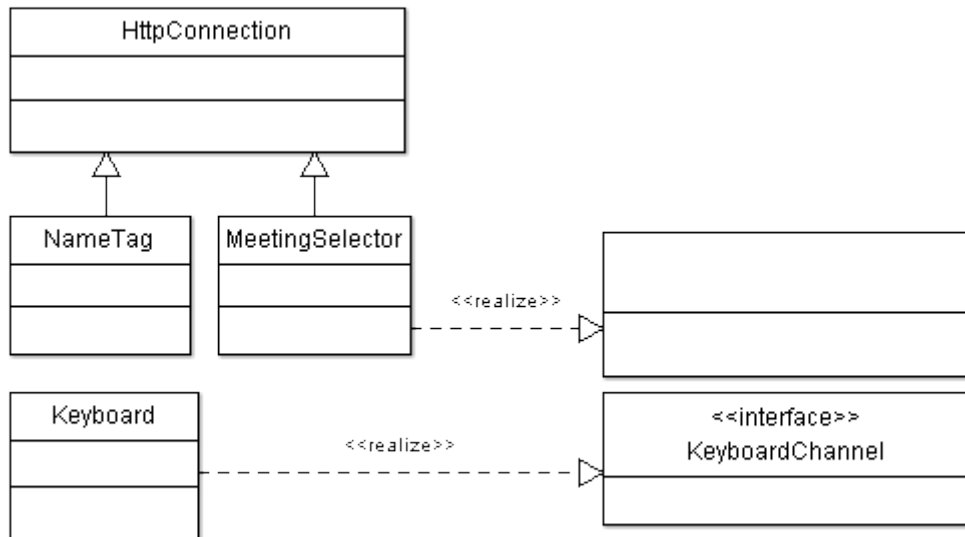 HttpConnection
NameTag
MeetingSelector
<<realize>>
Keyboard
<<realize>>
<<interface>>
KeyboardChannel